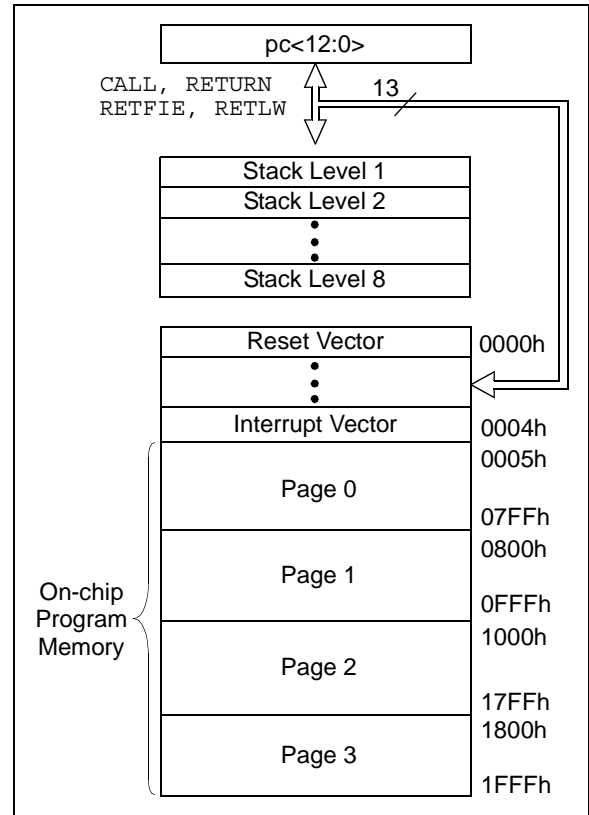 pc<12:0>
CALL, RETURN
RETFIE, RETLW
13
Stack Level 1
Stack Level 2
Stack Level 8
Reset Vector
0000h
Interrupt Vector
0004h
0005h
Page 0
07FFh
0800h
Page 1
0FFFh
On-chip
Program
Memory
1000h
Page 2
17FFh
1800h
Page 3
1FFFh